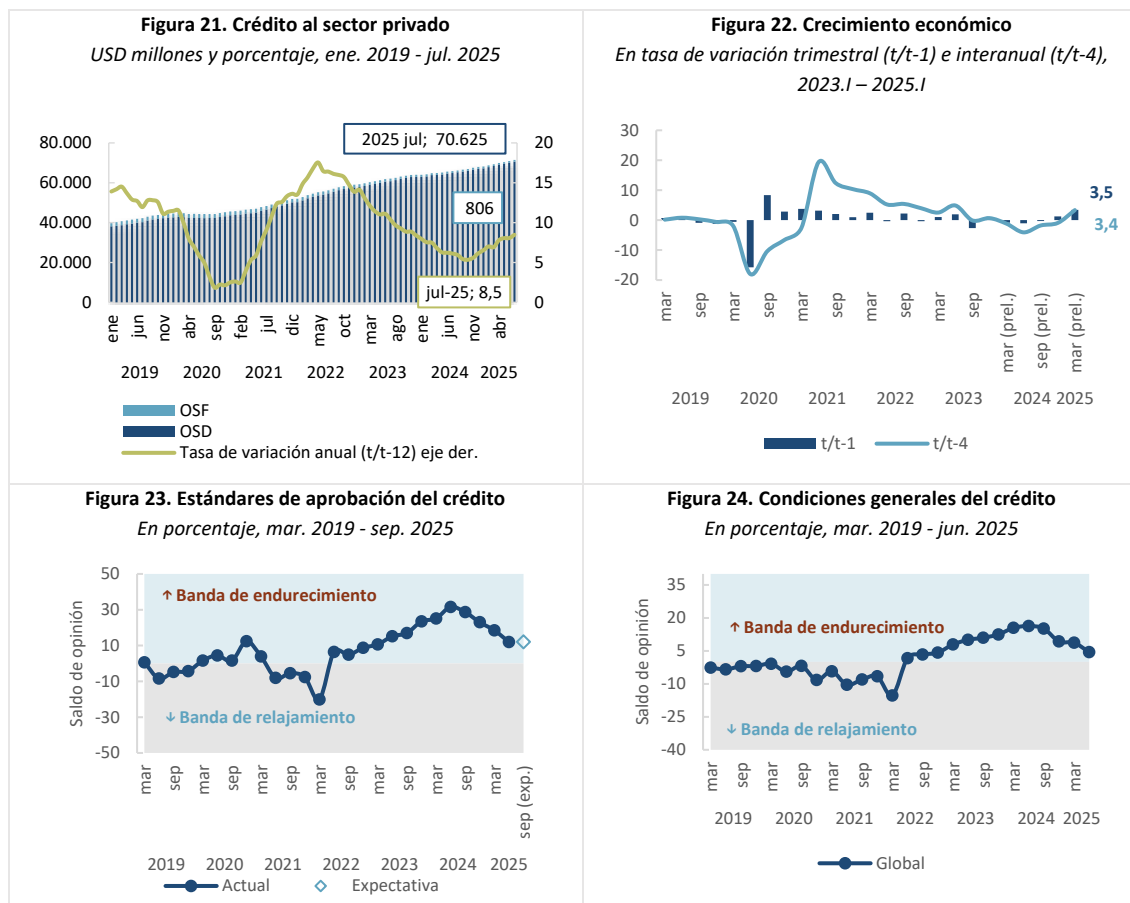 Figura 21. Crédito al sector privado
USD millones y porcentaje, ene. 2019 - jul. 2025
80.000
60.000
40.000
20.000
0
20
15
10
5
0
2025 jul; 70.625
806
jul-25; 8,5
ene
jun
nov
abr
sep
feb
jul
dic
may
oct
mar
ago
ene
jun
nov
abr
2019
2020
2021
2022
2023
2024
2025
OSF
OSD
Tasa de variación anual (t/t-12) eje der.
Figura 22. Crecimiento económico
En tasa de variación trimestral (t/t-1) e interanual (t/t-4),
2023.I – 2025.I
30
20
10
0
-10
-20
3,5
3,4
mar
sep
mar
sep
mar
sep
mar
sep
mar
sep
mar (prel.)
sep (prel.)
mar (prel.)
2019
2020
2021
2022
2023
2024
2025
t/t-1
t/t-4
Figura 23. Estándares de aprobación del crédito
En porcentaje, mar. 2019 - sep. 2025
Saldo de opinión
50
30
10
-10
-30
-50
↑ Banda de endurecimiento
↓ Banda de relajamiento
mar
sep
mar
sep
mar
sep
mar
sep
mar
sep
mar
sep
mar
sep (exp.)
2019
2020
2021
2022
2023
2024
2025
Actual
Expectativa
Figura 24. Condiciones generales del crédito
En porcentaje, mar. 2019 - jun. 2025
Saldo de opinión
35
20
5
-10
-25
-40
↑ Banda de endurecimiento
↓ Banda de relajamiento
mar
sep
mar
sep
mar
sep
mar
sep
mar
sep
mar
sep
mar
2019
2020
2021
2022
2023
2024
2025
Global